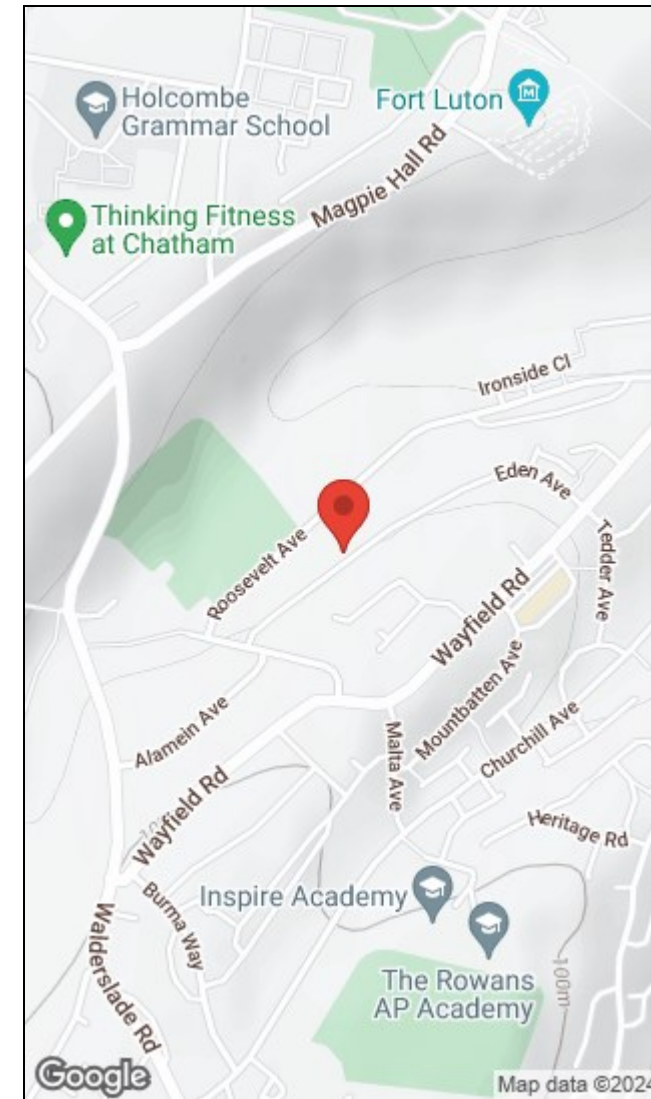 Holcombe
Grammar School
Fort Luton
Magpie Hall Rd
Thinking Fitness
at Chatham
Ironside Cl
Eden Ave
Roosevelt Ave
Tedder Ave
Wayfield Rd
Mountbatten Ave
Alamein Ave
Malta Ave
Churchill Ave
Wayfield Rd
Heritage Rd
Burma Way
Inspire Academy
Walderslade Rd
The Rowans
AP Academy
100m
Google
Map data ©2024